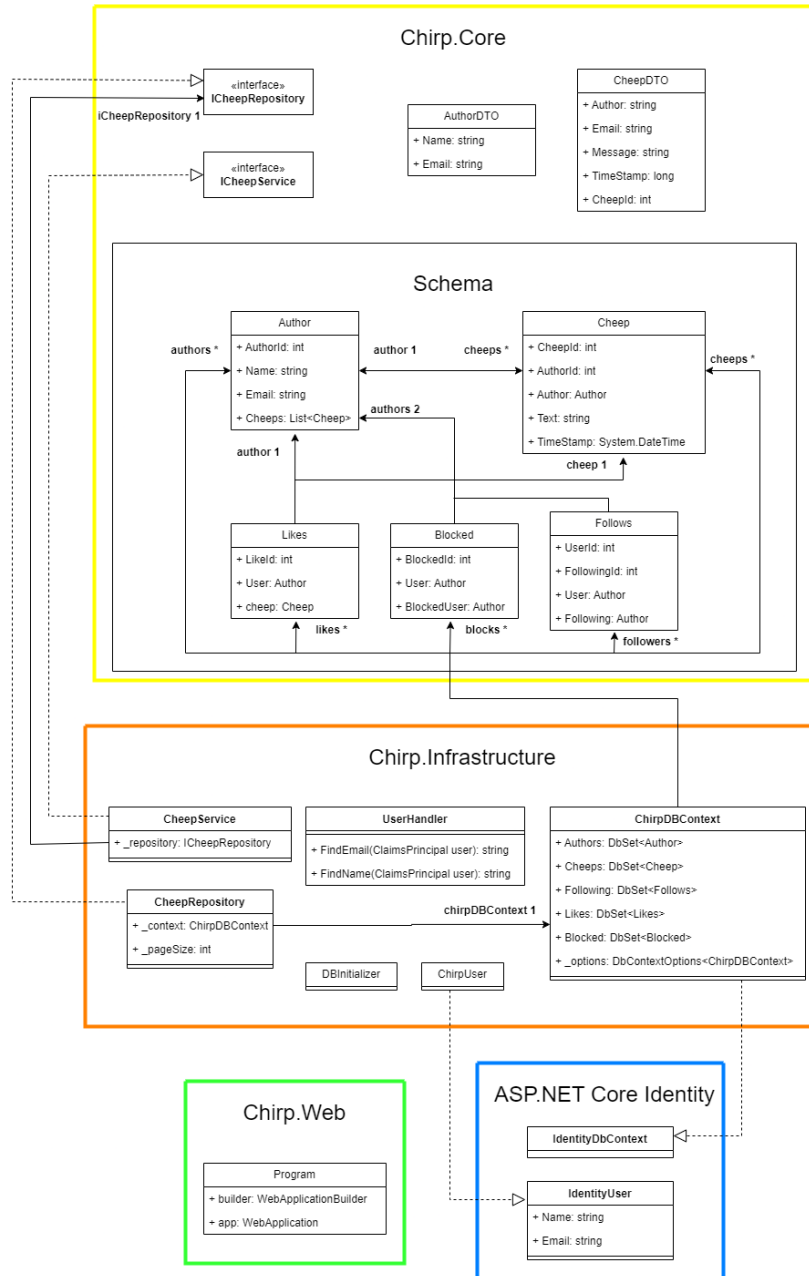 Chirp.Core
«interface»
ICheepRepository
iCheepRepository 1
«interface»
ICheepService
AuthorDTO
+ Name: string
+ Email: string
CheepDTO
+ Author: string
+ Email: string
+ Message: string
+ TimeStamp: long
+ CheepId: int
Schema
authors *
Author
+ AuthorId: int
+ Name: string
+ Email: string
+ Cheeps: List<Cheep>
author 1
cheeps *
Cheep
+ CheepId: int
+ AuthorId: int
+ Author: Author
+ Text: string
+ TimeStamp: System.DateTime
cheeps *
authors 2
author 1
cheep 1
Likes
+ LikeId: int
+ User: Author
+ cheep: Cheep
Blocked
+ BlockedId: int
+ User: Author
+ BlockedUser: Author
Follows
+ UserId: int
+ FollowingId: int
+ User: Author
+ Following: Author
likes *
blocks *
followers *
Chirp.Infrastructure
CheepService
+ _repository: ICheepRepository
UserHandler
+ FindEmail(ClaimsPrincipal user): string
+ FindName(ClaimsPrincipal user): string
ChirpDBContext
+ Authors: DbSet<Author>
+ Cheeps: DbSet<Cheep>
+ Following: DbSet<Follows>
+ Likes: DbSet<Likes>
+ Blocked: DbSet<Blocked>
+ _options: DbContextOptions<ChirpDBContext>
CheepRepository
+ _context: ChirpDBContext
+ _pageSize: int
chirpDBContext 1
DBInitializer
ChirpUser
Chirp.Web
Program
+ builder: WebApplicationBuilder
+ app: WebApplication
ASP.NET Core Identity
IdentityDbContext
IdentityUser
+ Name: string
+ Email: string